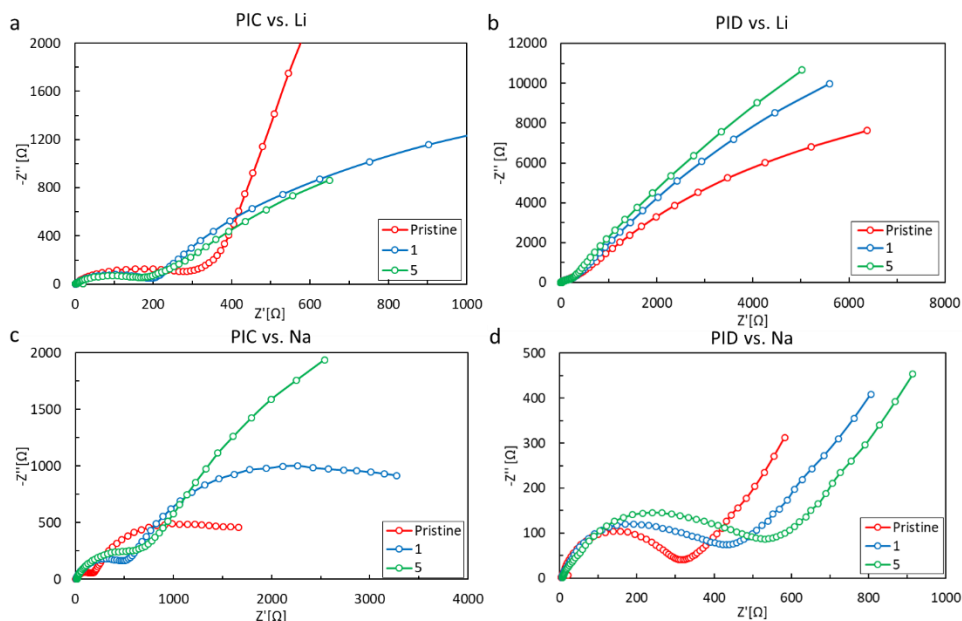 a
PIC vs. Li
2000
1600
1200
800
400
0
-Z'' [Ω]
0
200
400
600
800
1000
Z'[Ω]
Pristine
1
5
b
PID vs. Li
12000
10000
8000
6000
4000
2000
0
-Z'' [Ω]
0
2000
4000
6000
8000
Z'[Ω]
Pristine
1
5
c
PIC vs. Na
2000
1500
1000
500
0
-Z''[Ω]
0
1000
2000
3000
4000
Z'[Ω]
Pristine
1
5
d
PID vs. Na
500
400
300
200
100
0
-Z'' [Ω]
0
200
400
600
800
1000
Z'[Ω]
Pristine
1
5